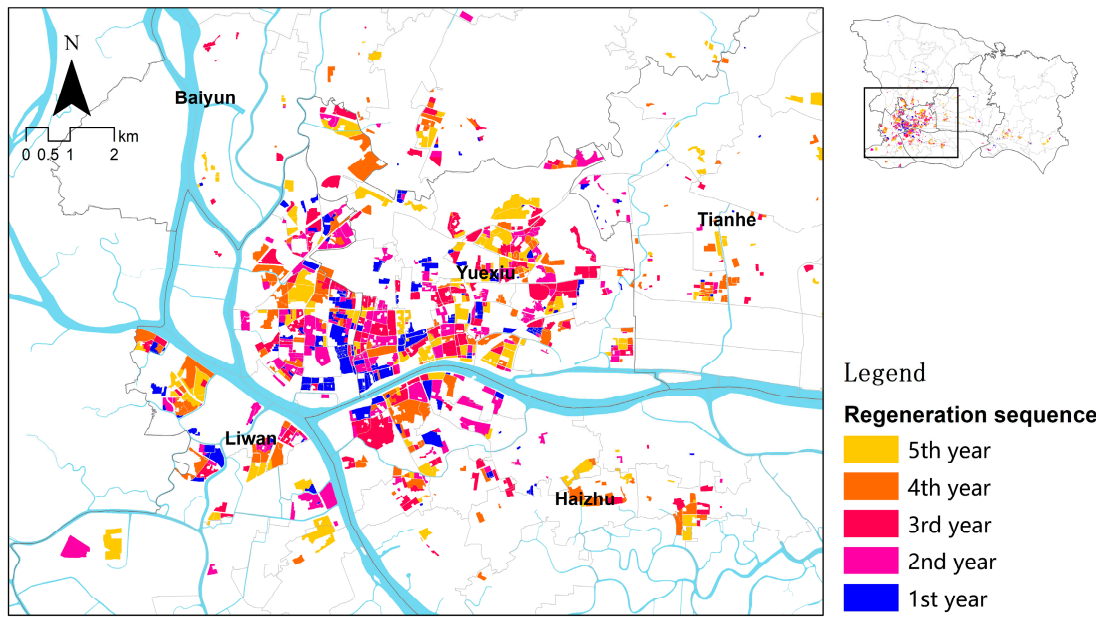 N
Baiyun
km
0 0.5 1 2
Tianhe
Yuexiu
Liwan
Haizhu
Legend
Regeneration sequence
5th year
4th year
3rd year
2nd year
1st year